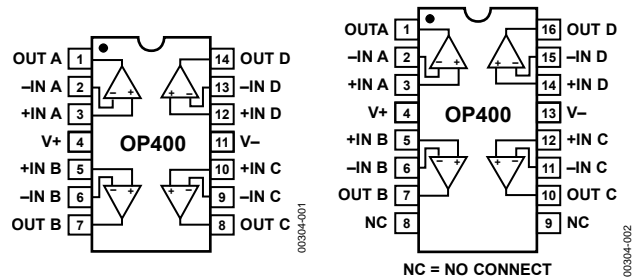 OUT A 1 14 OUT D
–IN A 2 – + + – 13 –IN D
+IN A 3 12 +IN D
V+ 4 OP400 11 V–
+IN B 5 10 +IN C
–IN B 6 + – – + 9 –IN C
OUT B 7 8 OUT C
00304-001
OUTA 1 16 OUT D
–IN A 2 – + + – 15 –IN D
+IN A 3 14 +IN D
V+ 4 OP400 13 V–
+IN B 5 12 +IN C
–IN B 6 + – – + 11 –IN C
OUT B 7 10 OUT C
NC 8 9 NC
NC = NO CONNECT
00304-002